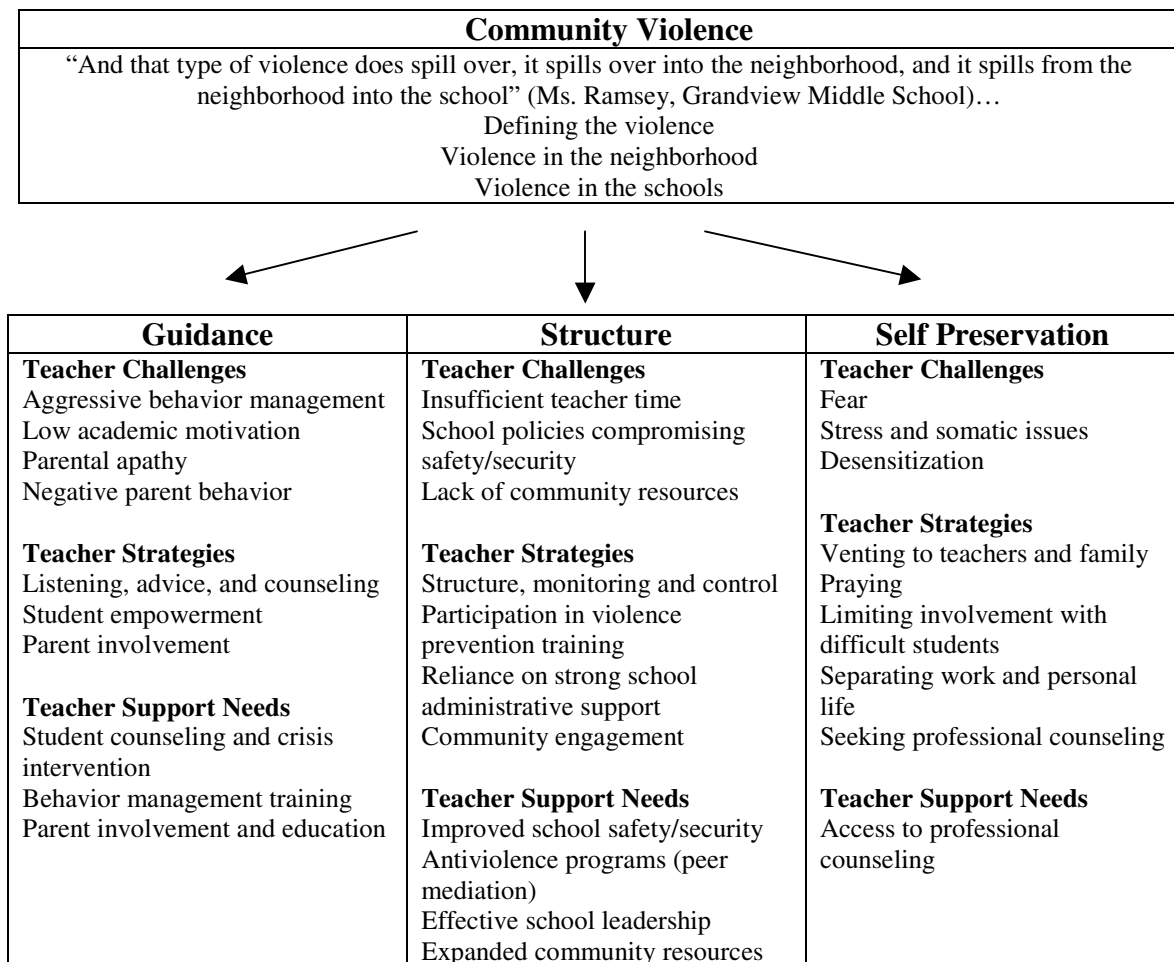 Community Violence
“And that type of violence does spill over, it spills over into the neighborhood, and it spills from the
neighborhood into the school” (Ms. Ramsey, Grandview Middle School)…
Defining the violence
Violence in the neighborhood
Violence in the schools
Guidance
Teacher Challenges
Aggressive behavior management
Low academic motivation
Parental apathy
Negative parent behavior
Teacher Strategies
Listening, advice, and counseling
Student empowerment
Parent involvement
Teacher Support Needs
Student counseling and crisis
intervention
Behavior management training
Parent involvement and education
Structure
Teacher Challenges
Insufficient teacher time
School policies compromising
safety/security
Lack of community resources
Teacher Strategies
Structure, monitoring and control
Participation in violence
prevention training
Reliance on strong school
administrative support
Community engagement
Teacher Support Needs
Improved school safety/security
Antiviolence programs (peer
mediation)
Effective school leadership
Expanded community resources
Self Preservation
Teacher Challenges
Fear
Stress and somatic issues
Desensitization
Teacher Strategies
Venting to teachers and family
Praying
Limiting involvement with
difficult students
Separating work and personal
life
Seeking professional counseling
Teacher Support Needs
Access to professional
counseling